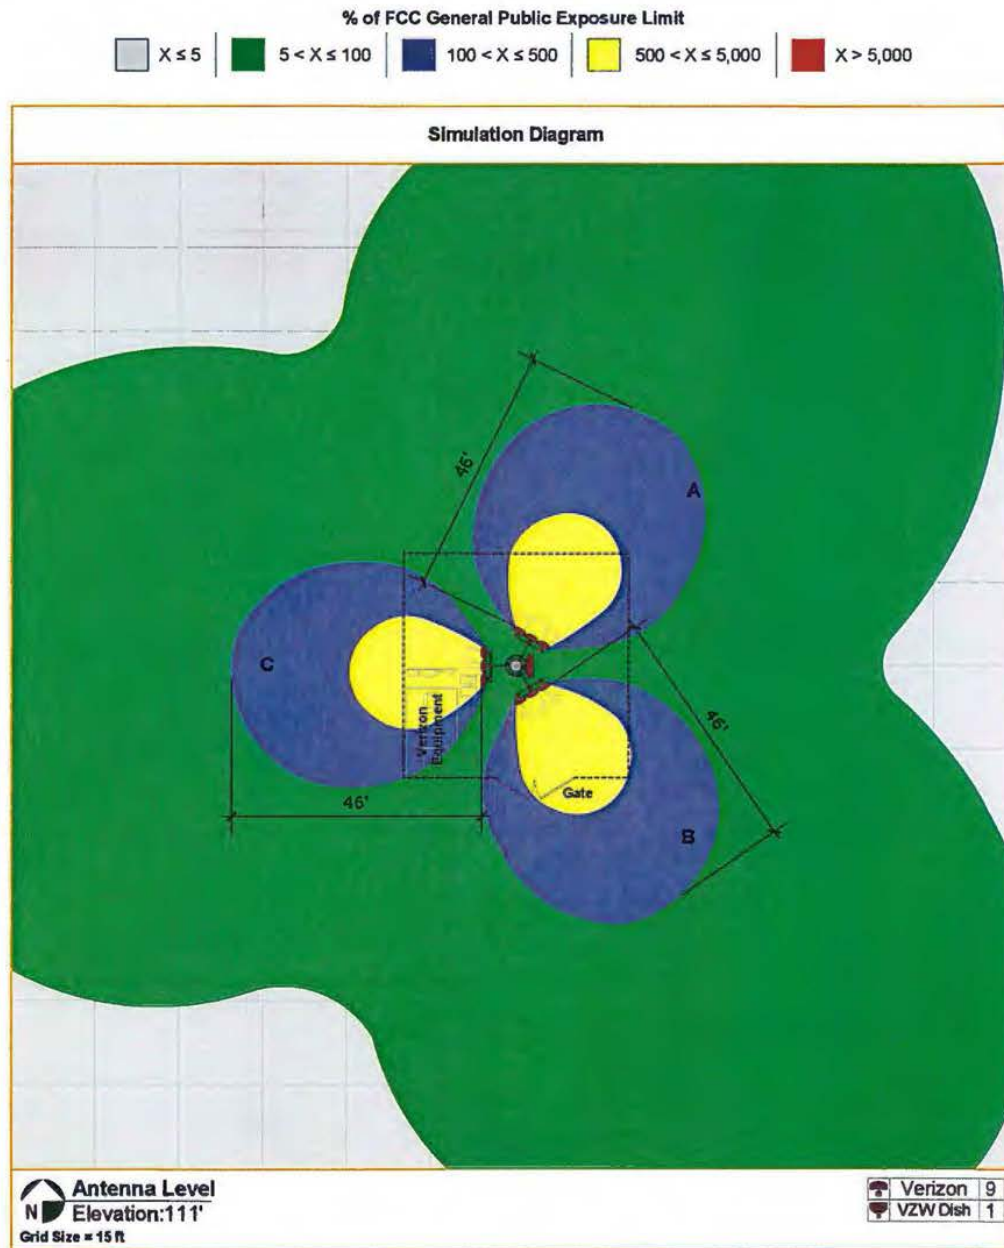 % of FCC General Public Exposure Limit
X ≤ 5
5 < X ≤ 100
100 < X ≤ 500
500 < X ≤ 5,000
X > 5,000
Simulation Diagram
46'
A
C
Verizon
Equipment
46'
46'
Gate
B
N
Antenna Level
Elevation:111'
Grid Size = 15 ft
Verizon 9
VZW Dish 1